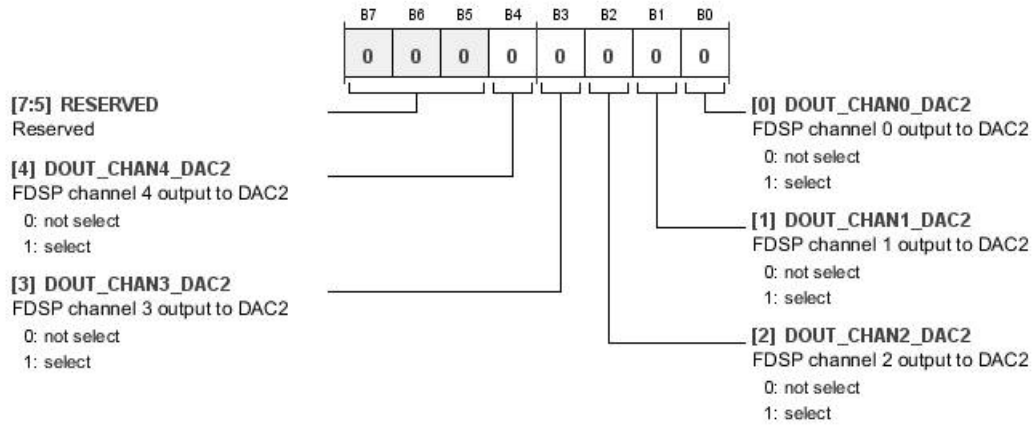 B7 B6 B5 B4 B3 B2 B1 B0
0 0 0 0 0 0 0 0
[7:5] RESERVED
Reserved
[4] DOUT_CHAN4_DAC2
FDSP channel 4 output to DAC2
0: not select
1: select
[3] DOUT_CHAN3_DAC2
FDSP channel 3 output to DAC2
0: not select
1: select
[0] DOUT_CHAN0_DAC2
FDSP channel 0 output to DAC2
0: not select
1: select
[1] DOUT_CHAN1_DAC2
FDSP channel 1 output to DAC2
0: not select
1: select
[2] DOUT_CHAN2_DAC2
FDSP channel 2 output to DAC2
0: not select
1: select